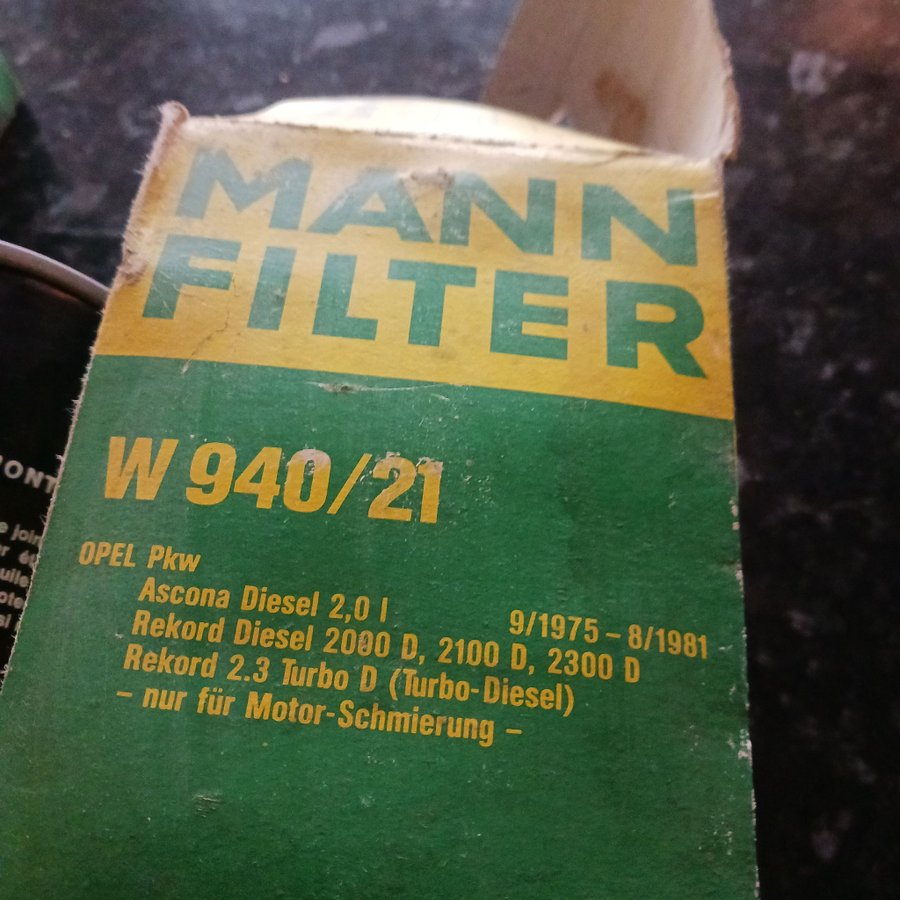 MANN
FILTER
W 940/21
OPEL Pkw
Ascona Diesel 2,0 l 9/1975 – 8/1981
Rekord Diesel 2000 D, 2100 D, 2300 D
Rekord 2.3 Turbo D (Turbo-Diesel)
– nur für Motor-Schmierung –